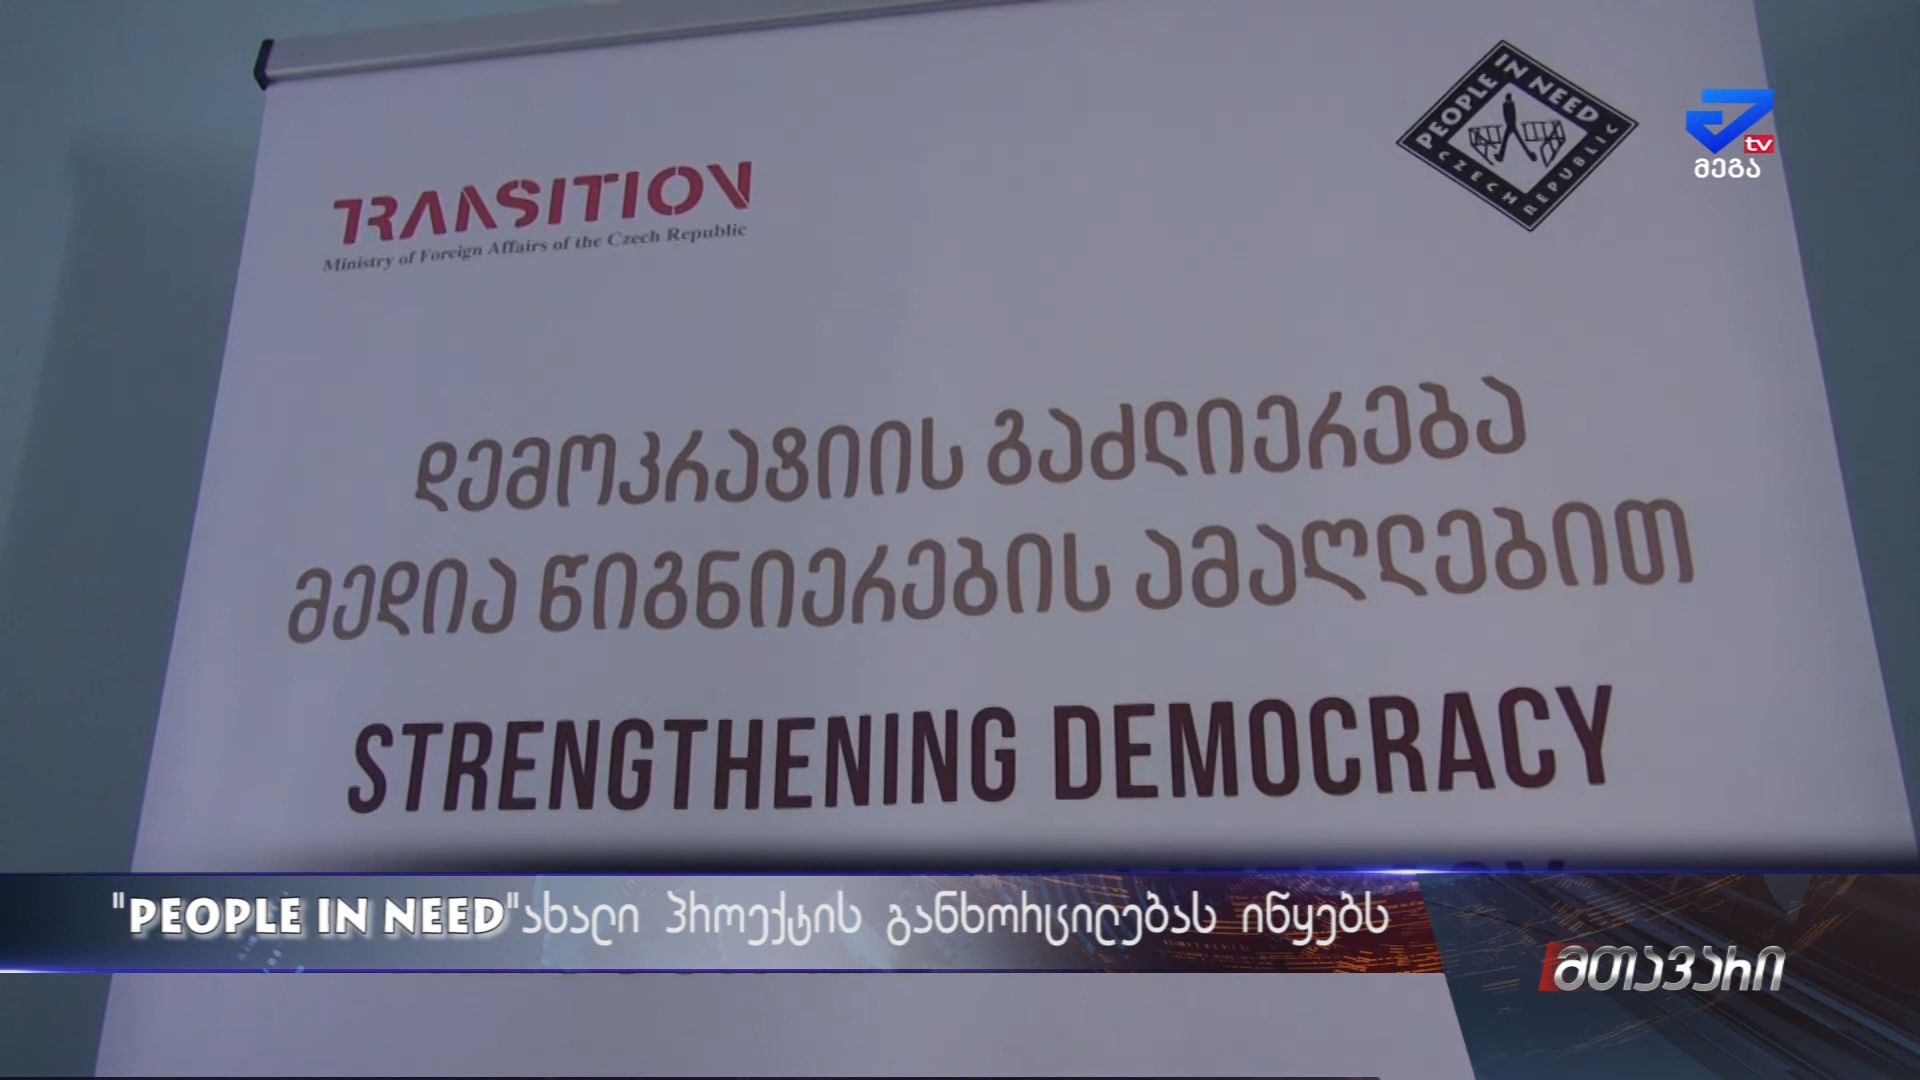 PEOPLE IN NEED
CZECH REPUBLIC
tv
მეგა
TRANSITION
Ministry of Foreign Affairs of the Czech Republic
დემოკრატიის გაძლიერება
მედია წიგნიერების ამაღლებით
STRENGTHENING DEMOCRACY
"PEOPLE IN NEED"ახალი პროექტის განხორციელებას იწყებს
მთავარი